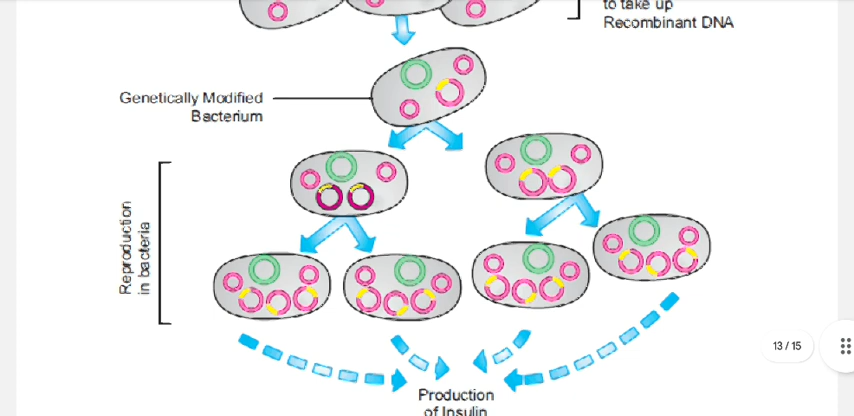 to take up
Recombinant DNA
Genetically Modified
Bacterium
Reproduction
in bacteria
13 / 15
Production
of Insulin